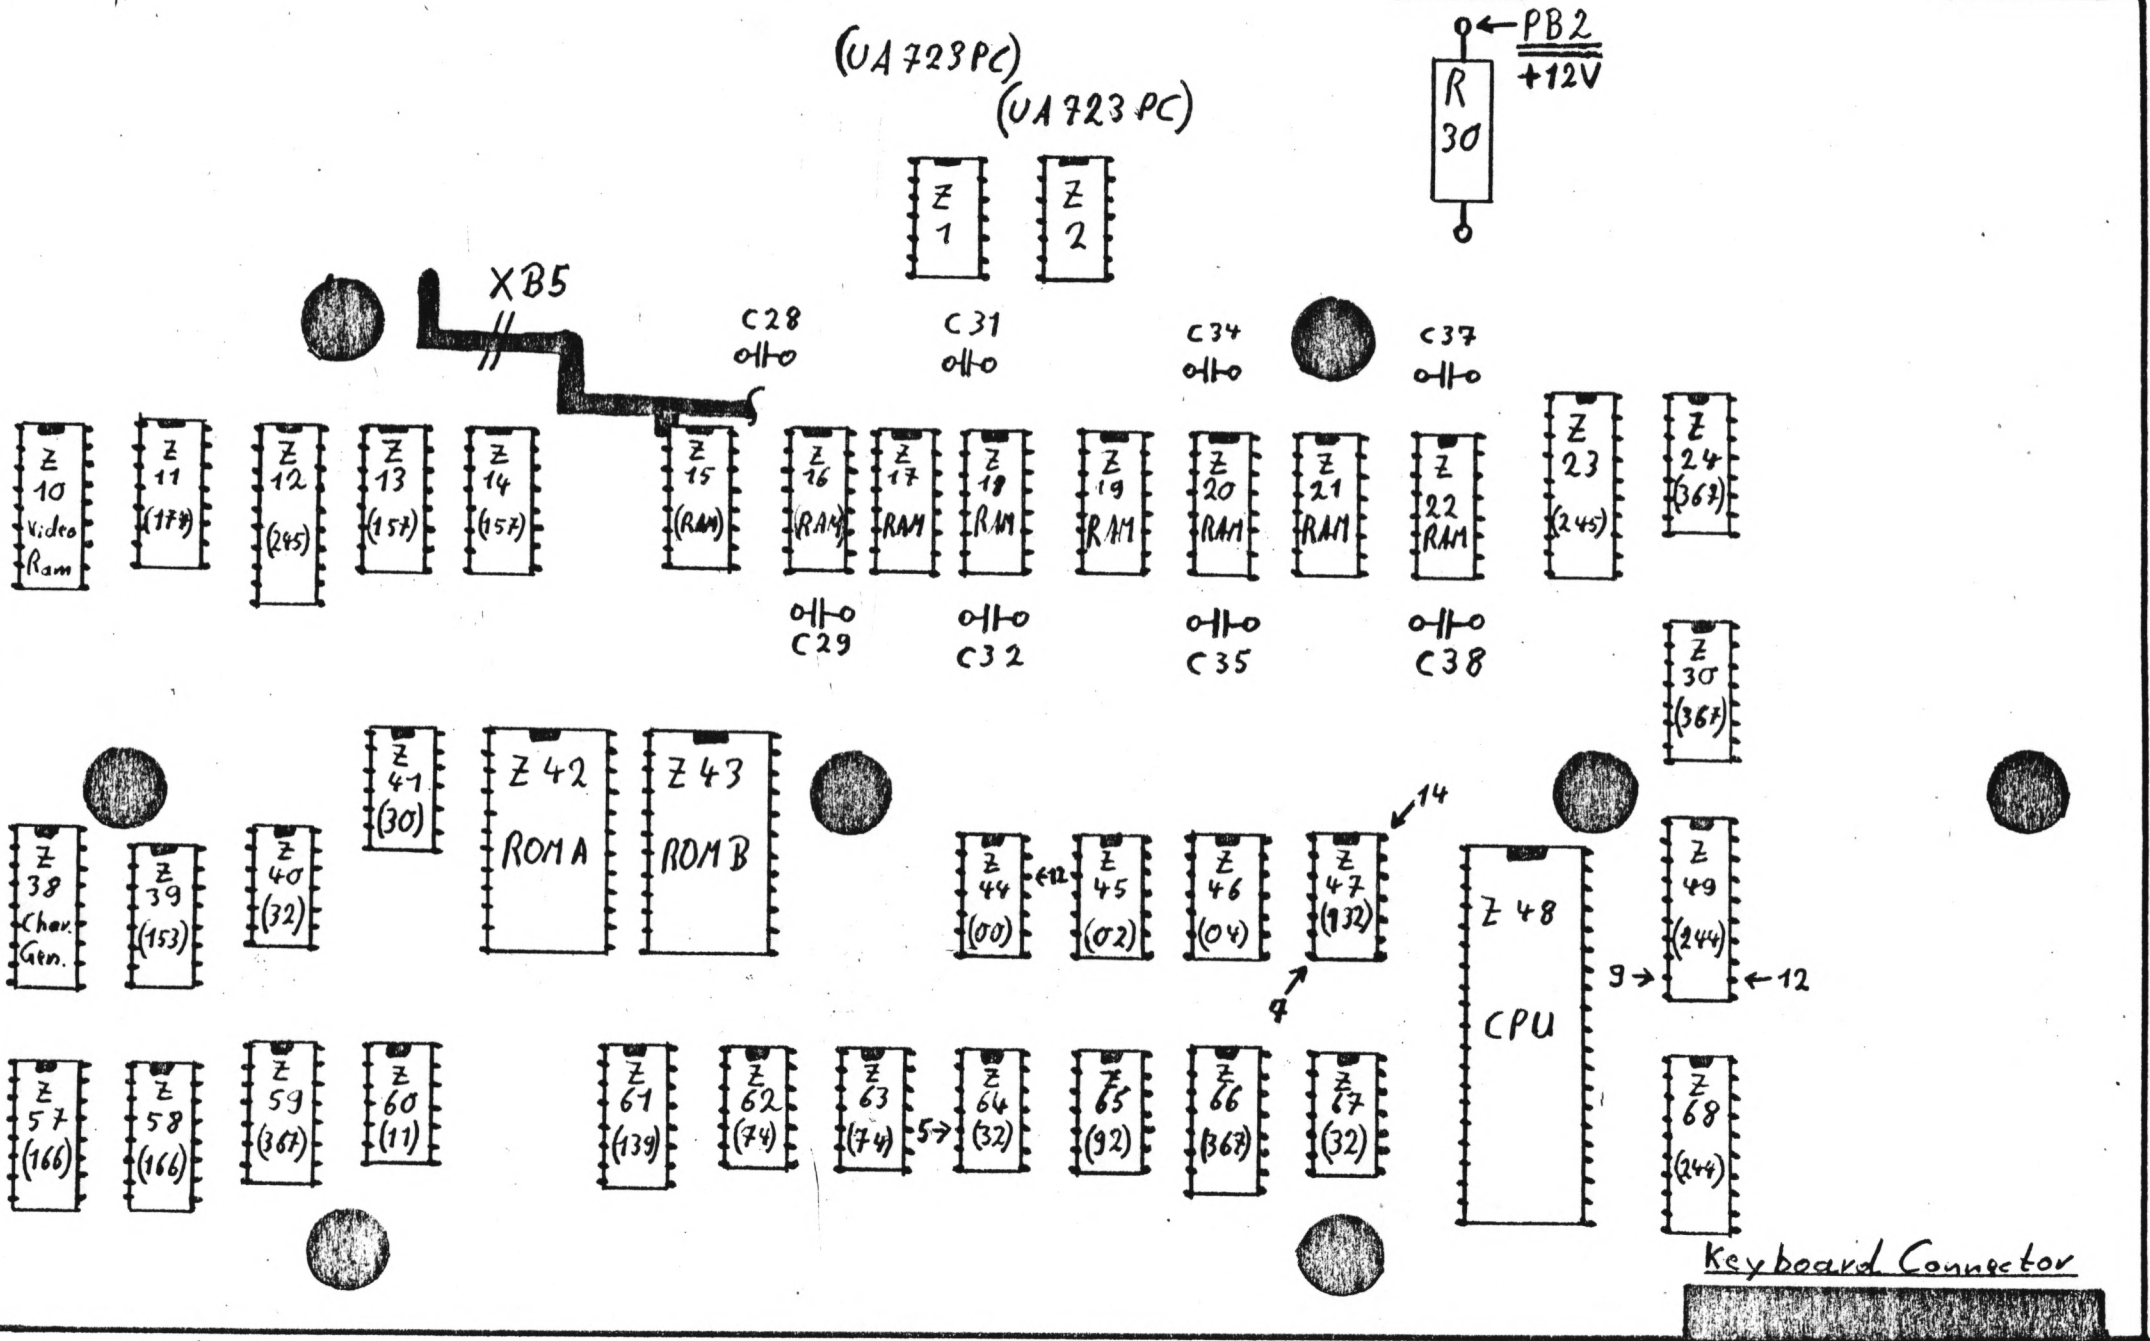 (UA723PC)
(UA723PC)
PB2
+12V
R
30
Z
1
Z
2
XB5
C28
C31
C34
C37
Z
10
Video
Ram
Z
11
Z
12
(245)
Z
13
(157)
Z
14
(157)
Z
15
(RAM)
Z
16
(RAM)
Z
17
RAM
Z
18
RAM
Z
19
RAM
Z
20
RAM
Z
21
RAM
Z
22
RAM
Z
23
(245)
Z
24
(367)
C29
C32
C35
C38
Z
30
(367)
Z
41
(30)
Z 42
ROM A
Z 43
ROM B
14
Z
38
Char.
Gen.
Z
39
(153)
Z
40
(32)
Z
44
(00)
12
Z
45
(02)
Z
46
(04)
Z
47
(132)
7
Z 48
CPU
Z
49
(244)
9
12
Z
57
(166)
Z
58
(166)
Z
59
(367)
Z
60
(11)
Z
61
(139)
Z
62
(74)
Z
63
(74)
5
Z
64
(32)
Z
65
(92)
Z
66
(367)
Z
67
(32)
Z
68
(244)
Keyboard Connector